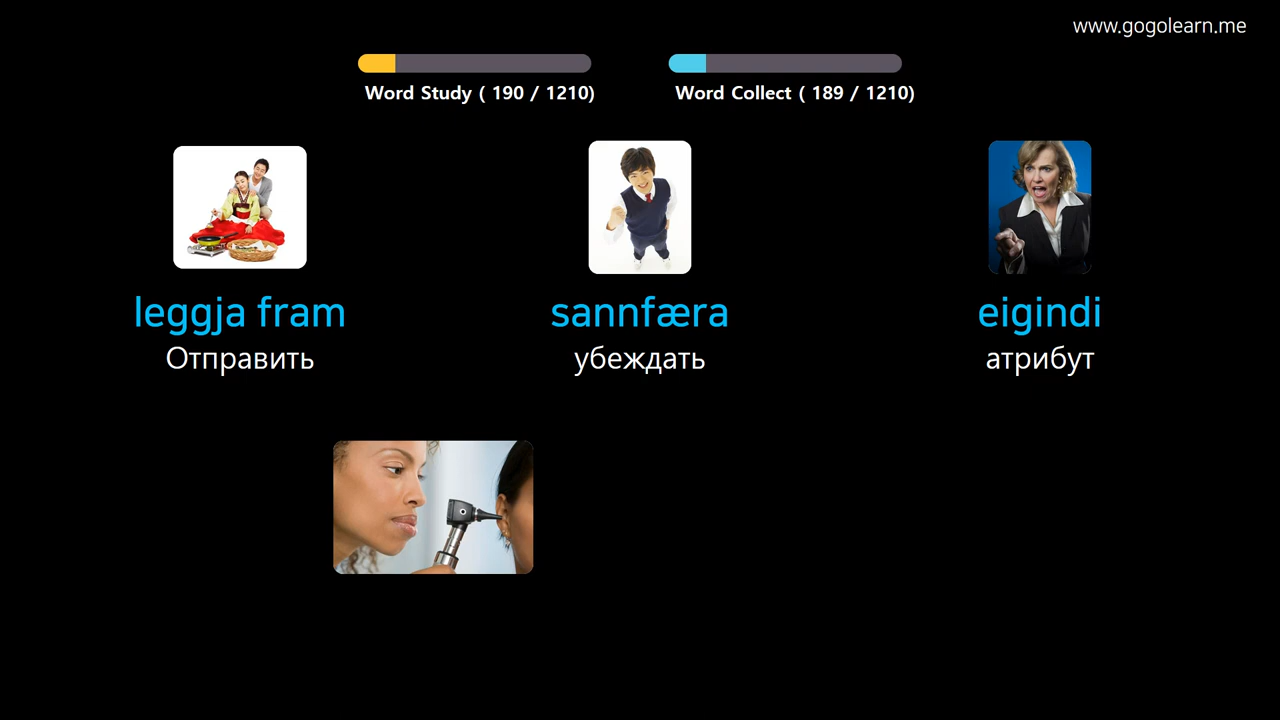 www.gogolearn.me
Word Study ( 190 / 1210)
Word Collect ( 189 / 1210)
leggja fram
Отправить
sannfæra
убеждать
eigindi
атрибут